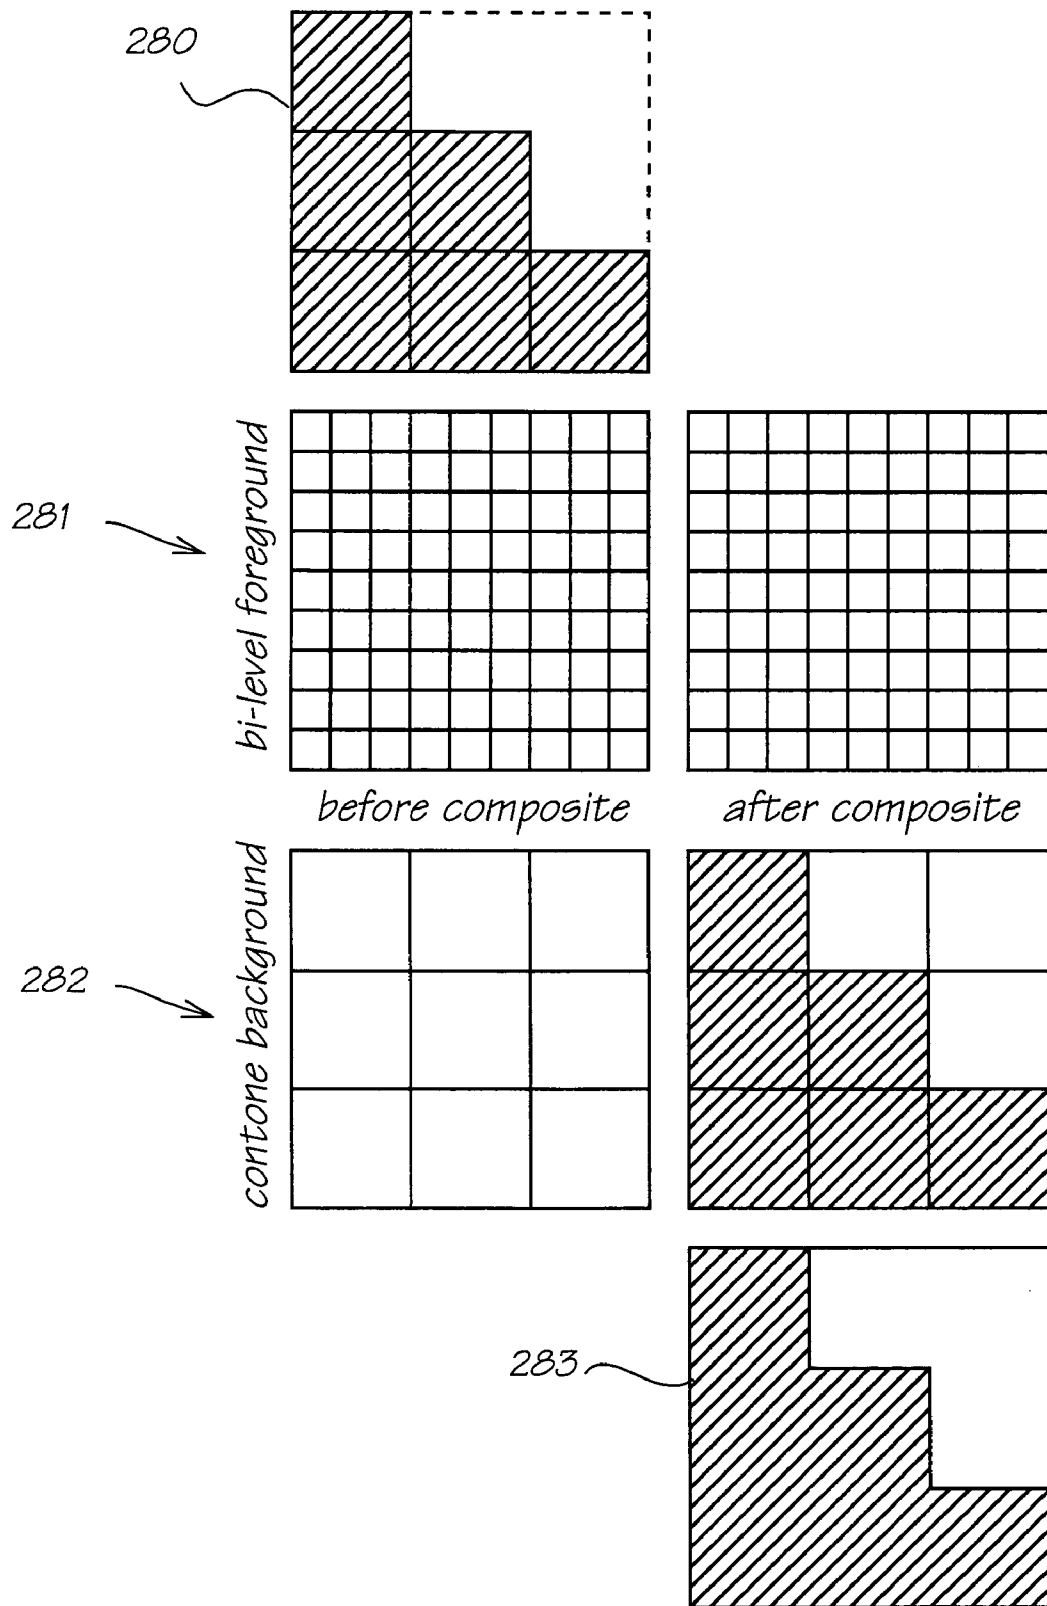 280
281
bi-level foreground
before composite
after composite
282
contone background
283